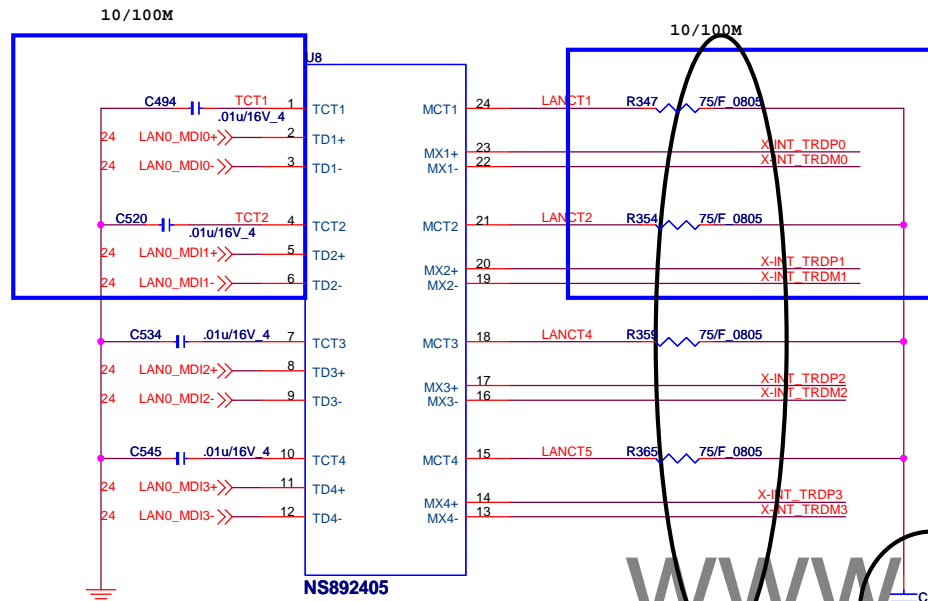 10/100M
10/100M
U8
C494 TCT1 1 TCT1 MCT1 24 LANCT1 R347 75/F_0805
.01u/16V_4
24 LAN0_MDI0+ 2 TD1+ MX1+ 23 X-INT_TRDP0
24 LAN0_MDI0- 3 TD1- MX1- 22 X-INT_TRDM0
C520 TCT2 4 TCT2 MCT2 21 LANCT2 R354 75/F_0805
.01u/16V_4
24 LAN0_MDI1+ 5 TD2+ MX2+ 20 X-INT_TRDP1
24 LAN0_MDI1- 6 TD2- MX2- 19 X-INT_TRDM1
C534 .01u/16V_4 7 TCT3 MCT3 18 LANCT4 R359 75/F_0805
24 LAN0_MDI2+ 8 TD3+ MX3+ 17 X-INT_TRDP2
24 LAN0_MDI2- 9 TD3- MX3- 16 X-INT_TRDM2
C545 .01u/16V_4 10 TCT4 MCT4 15 LANCT5 R365 75/F_0805
24 LAN0_MDI3+ 11 TD4+ MX4+ 14 X-INT_TRDP3
24 LAN0_MDI3- 12 TD4- MX4- 13 X-INT_TRDM3
NS892405
www
C